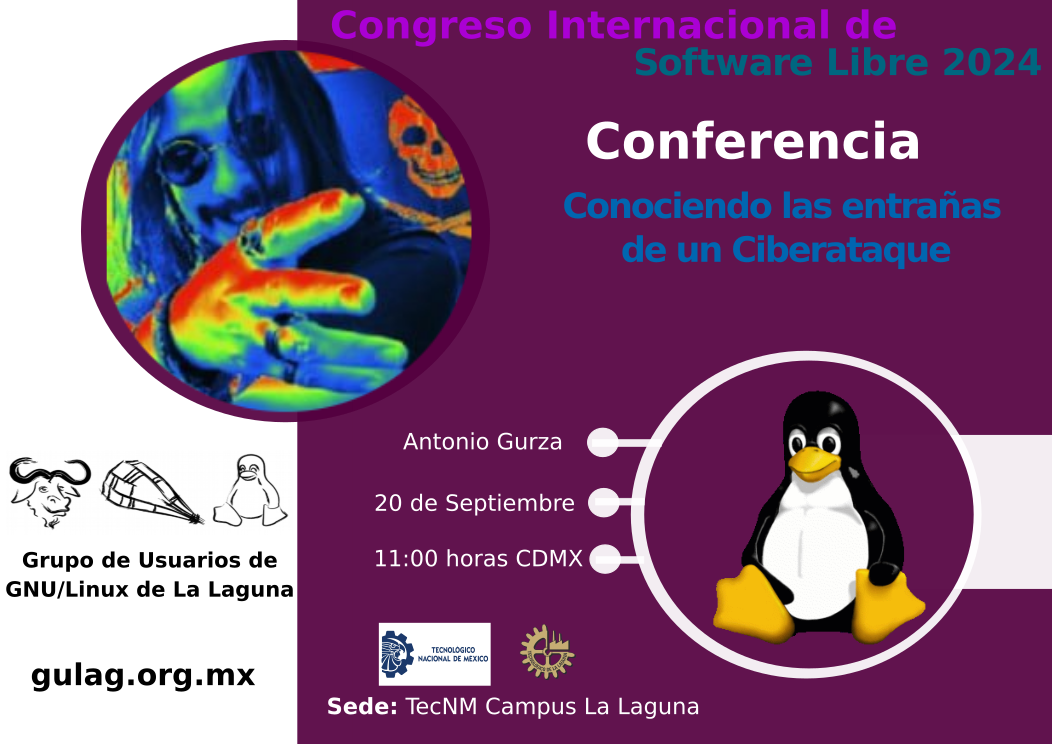 Congreso Internacional de
Software Libre 2024
Conferencia
Conociendo las entrañas
de un Ciberataque
Antonio Gurza
20 de Septiembre
11:00 horas CDMX
Grupo de Usuarios de
GNU/Linux de La Laguna
gulag.org.mx
TECNOLÓGICO
NACIONAL DE MÉXICO
Sede: TecNM Campus La Laguna